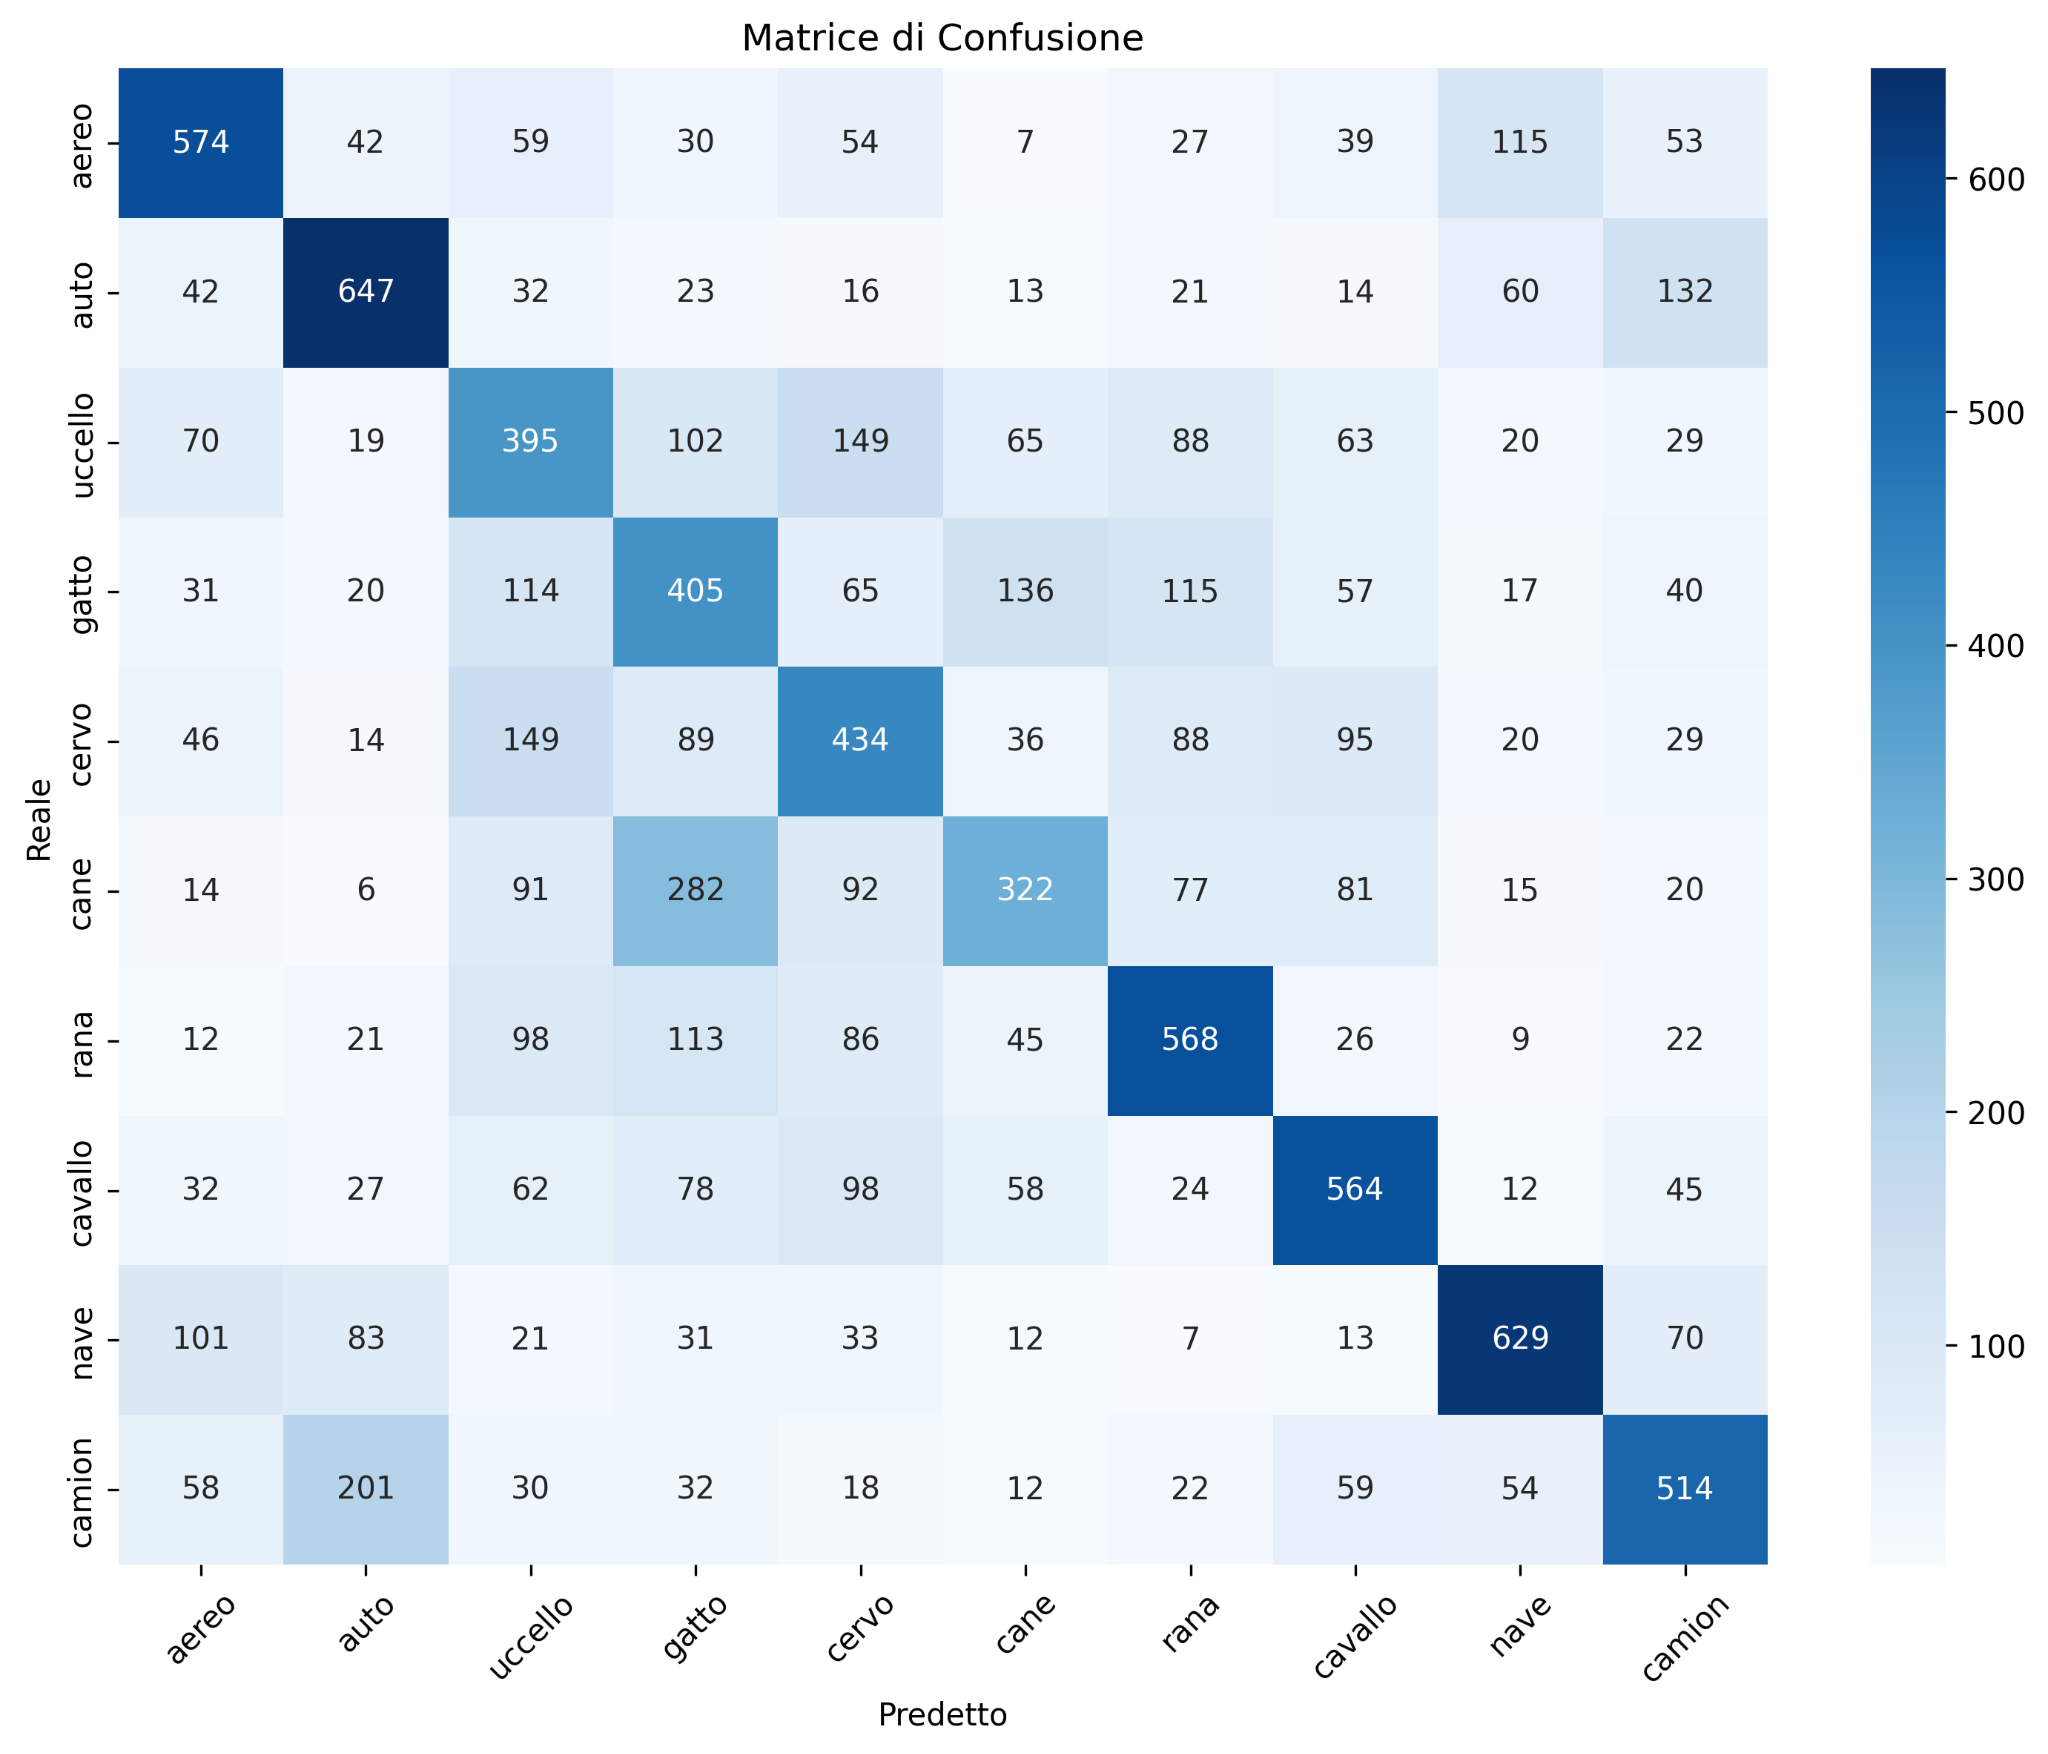 Matrice di Confusione
aereo 574 42 59 30 54 7 27 39 115 53
auto 42 647 32 23 16 13 21 14 60 132
uccello 70 19 395 102 149 65 88 63 20 29
gatto 31 20 114 405 65 136 115 57 17 40
cervo 46 14 149 89 434 36 88 95 20 29
cane 14 6 91 282 92 322 77 81 15 20
rana 12 21 98 113 86 45 568 26 9 22
cavallo 32 27 62 78 98 58 24 564 12 45
nave 101 83 21 31 33 12 7 13 629 70
camion 58 201 30 32 18 12 22 59 54 514
Reale
aereo auto uccello gatto cervo cane rana cavallo nave camion
Predetto
600
500
400
300
200
100